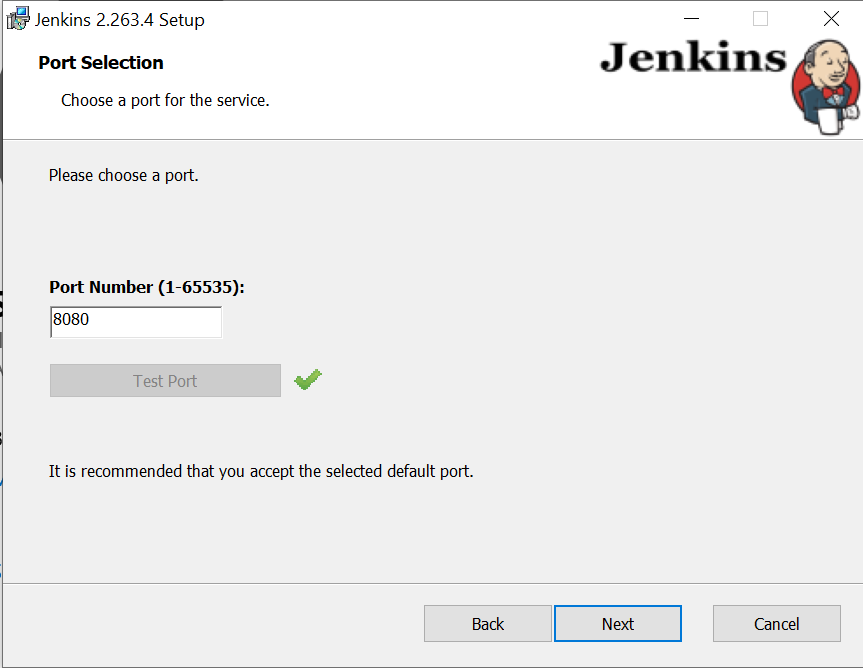 Jenkins 2.263.4 Setup
Port Selection
Jenkins
Choose a port for the service.
Please choose a port.
Port Number (1-65535):
8080
Test Port
It is recommended that you accept the selected default port.
Back
Next
Cancel